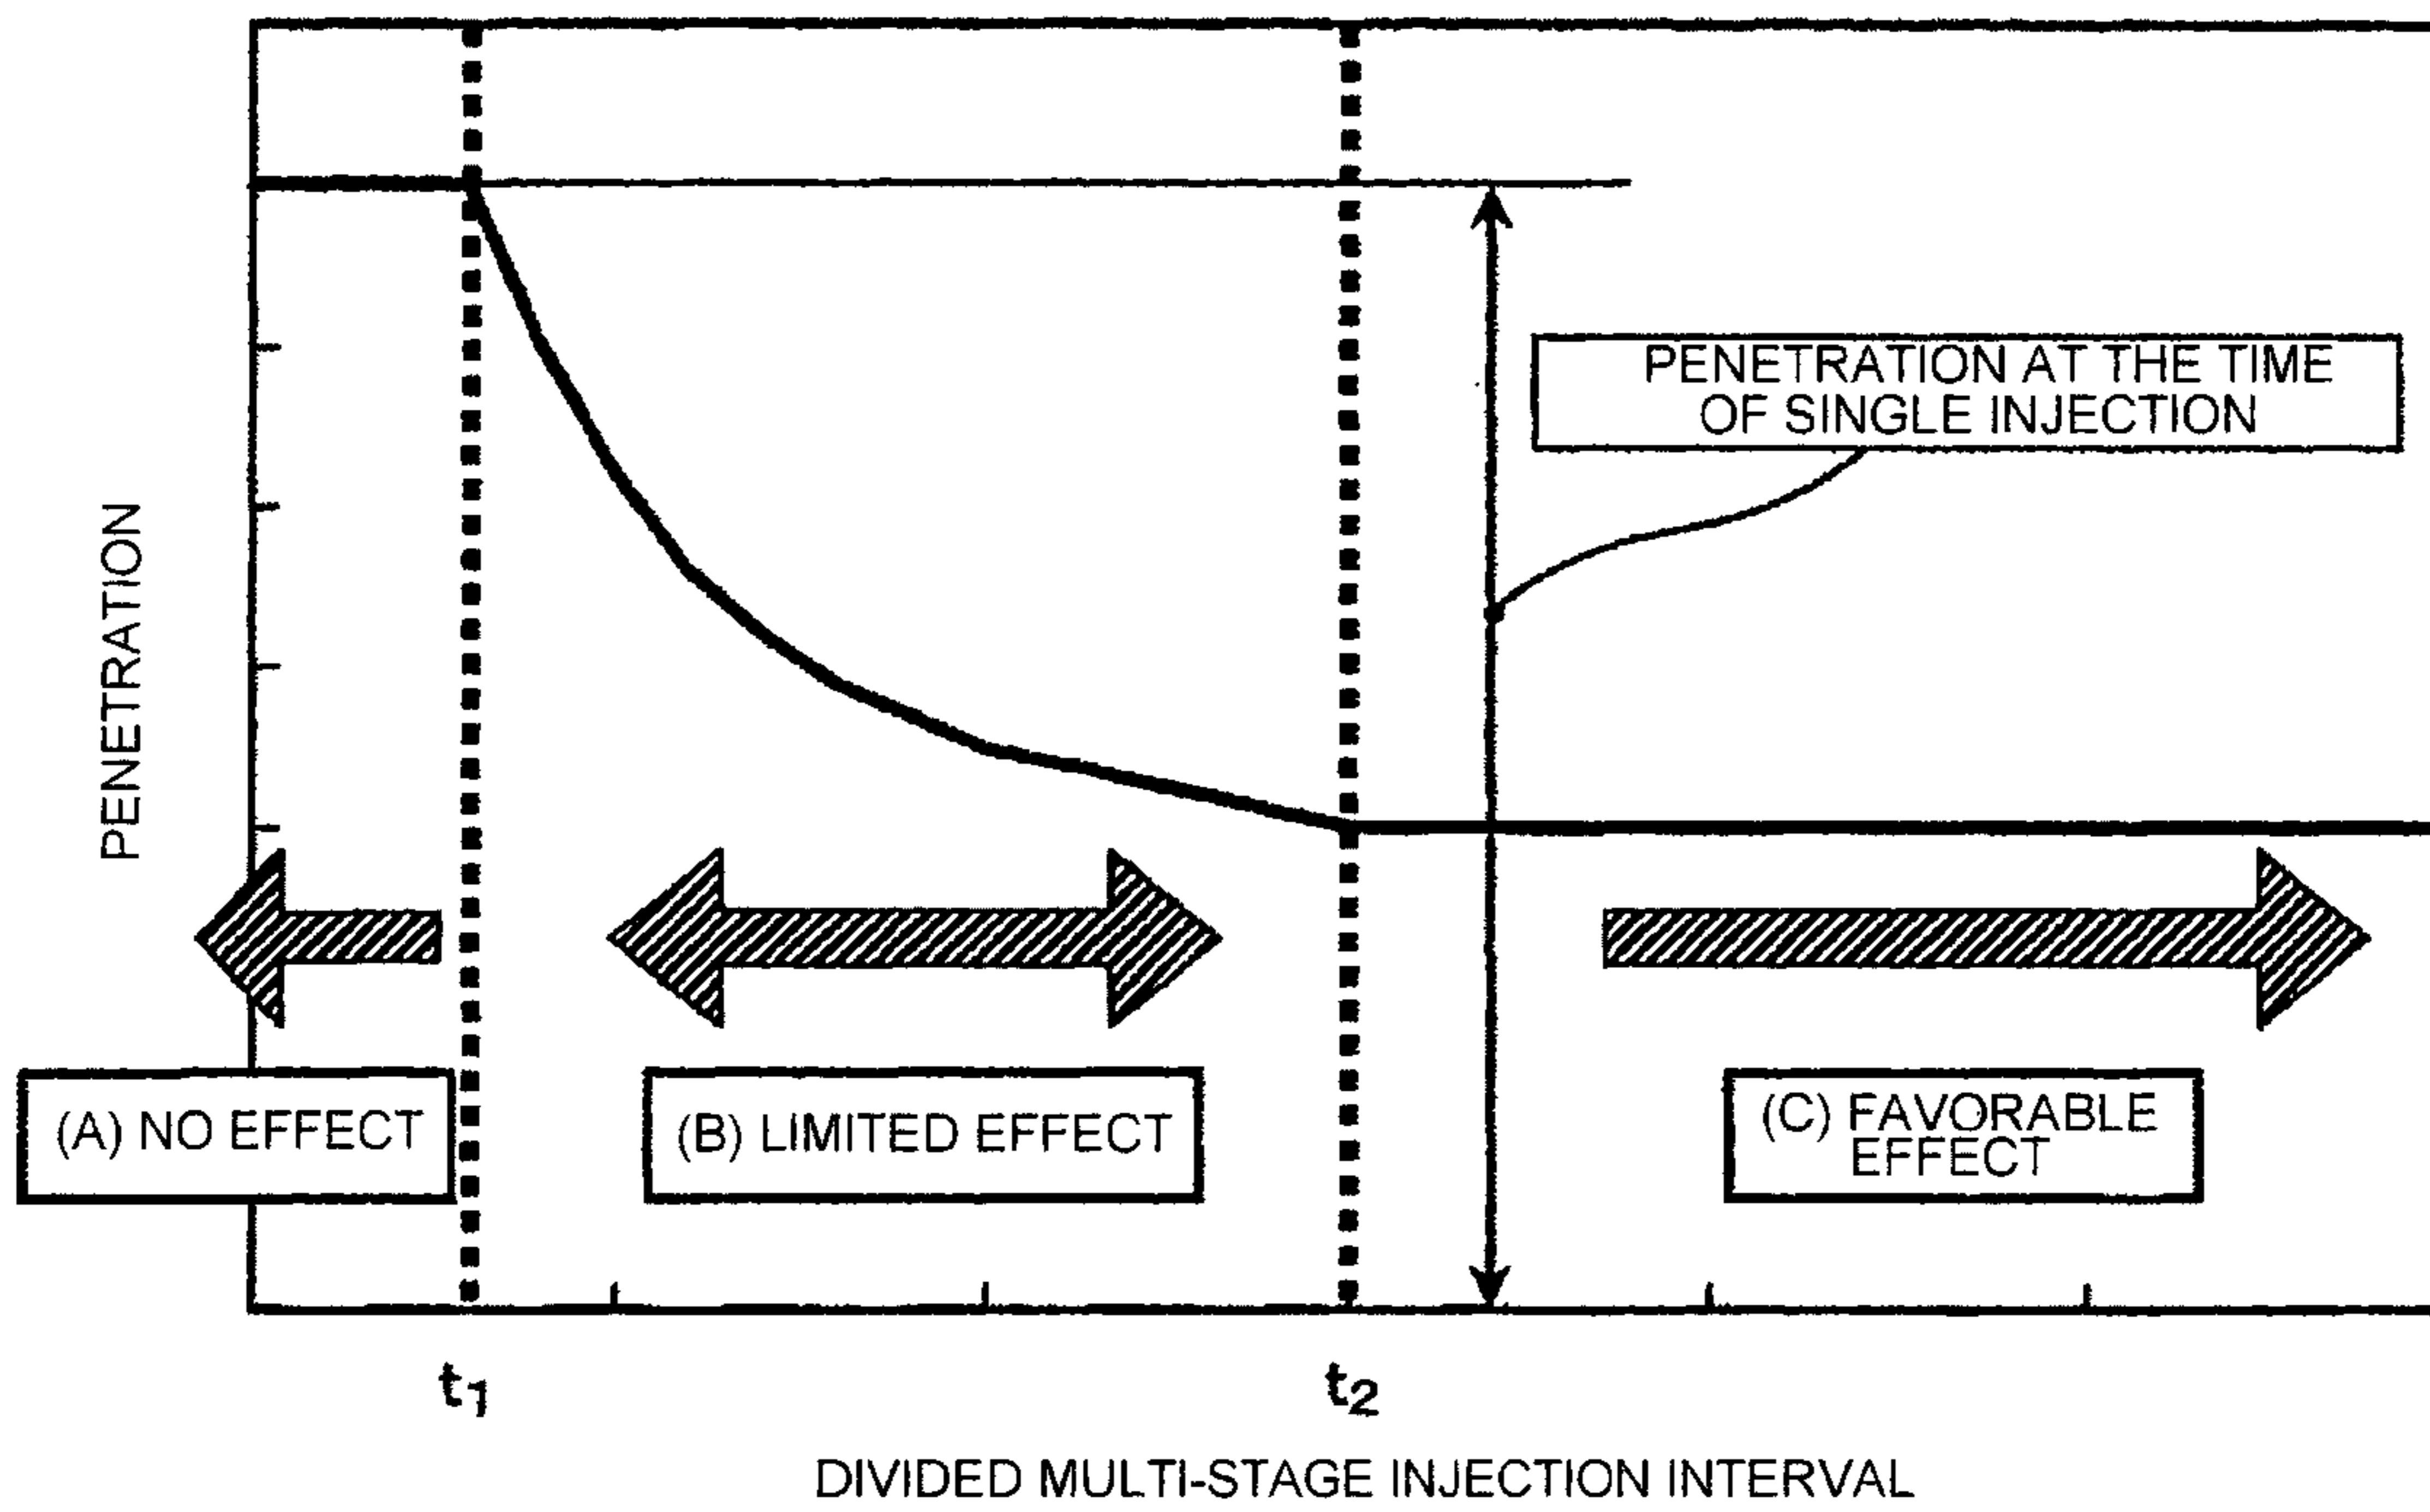 PENETRATION AT THE TIME
OF SINGLE INJECTION
PENETRATION
(A) NO EFFECT
(B) LIMITED EFFECT
(C) FAVORABLE
EFFECT
t1
t2
DIVIDED MULTI-STAGE INJECTION INTERVAL